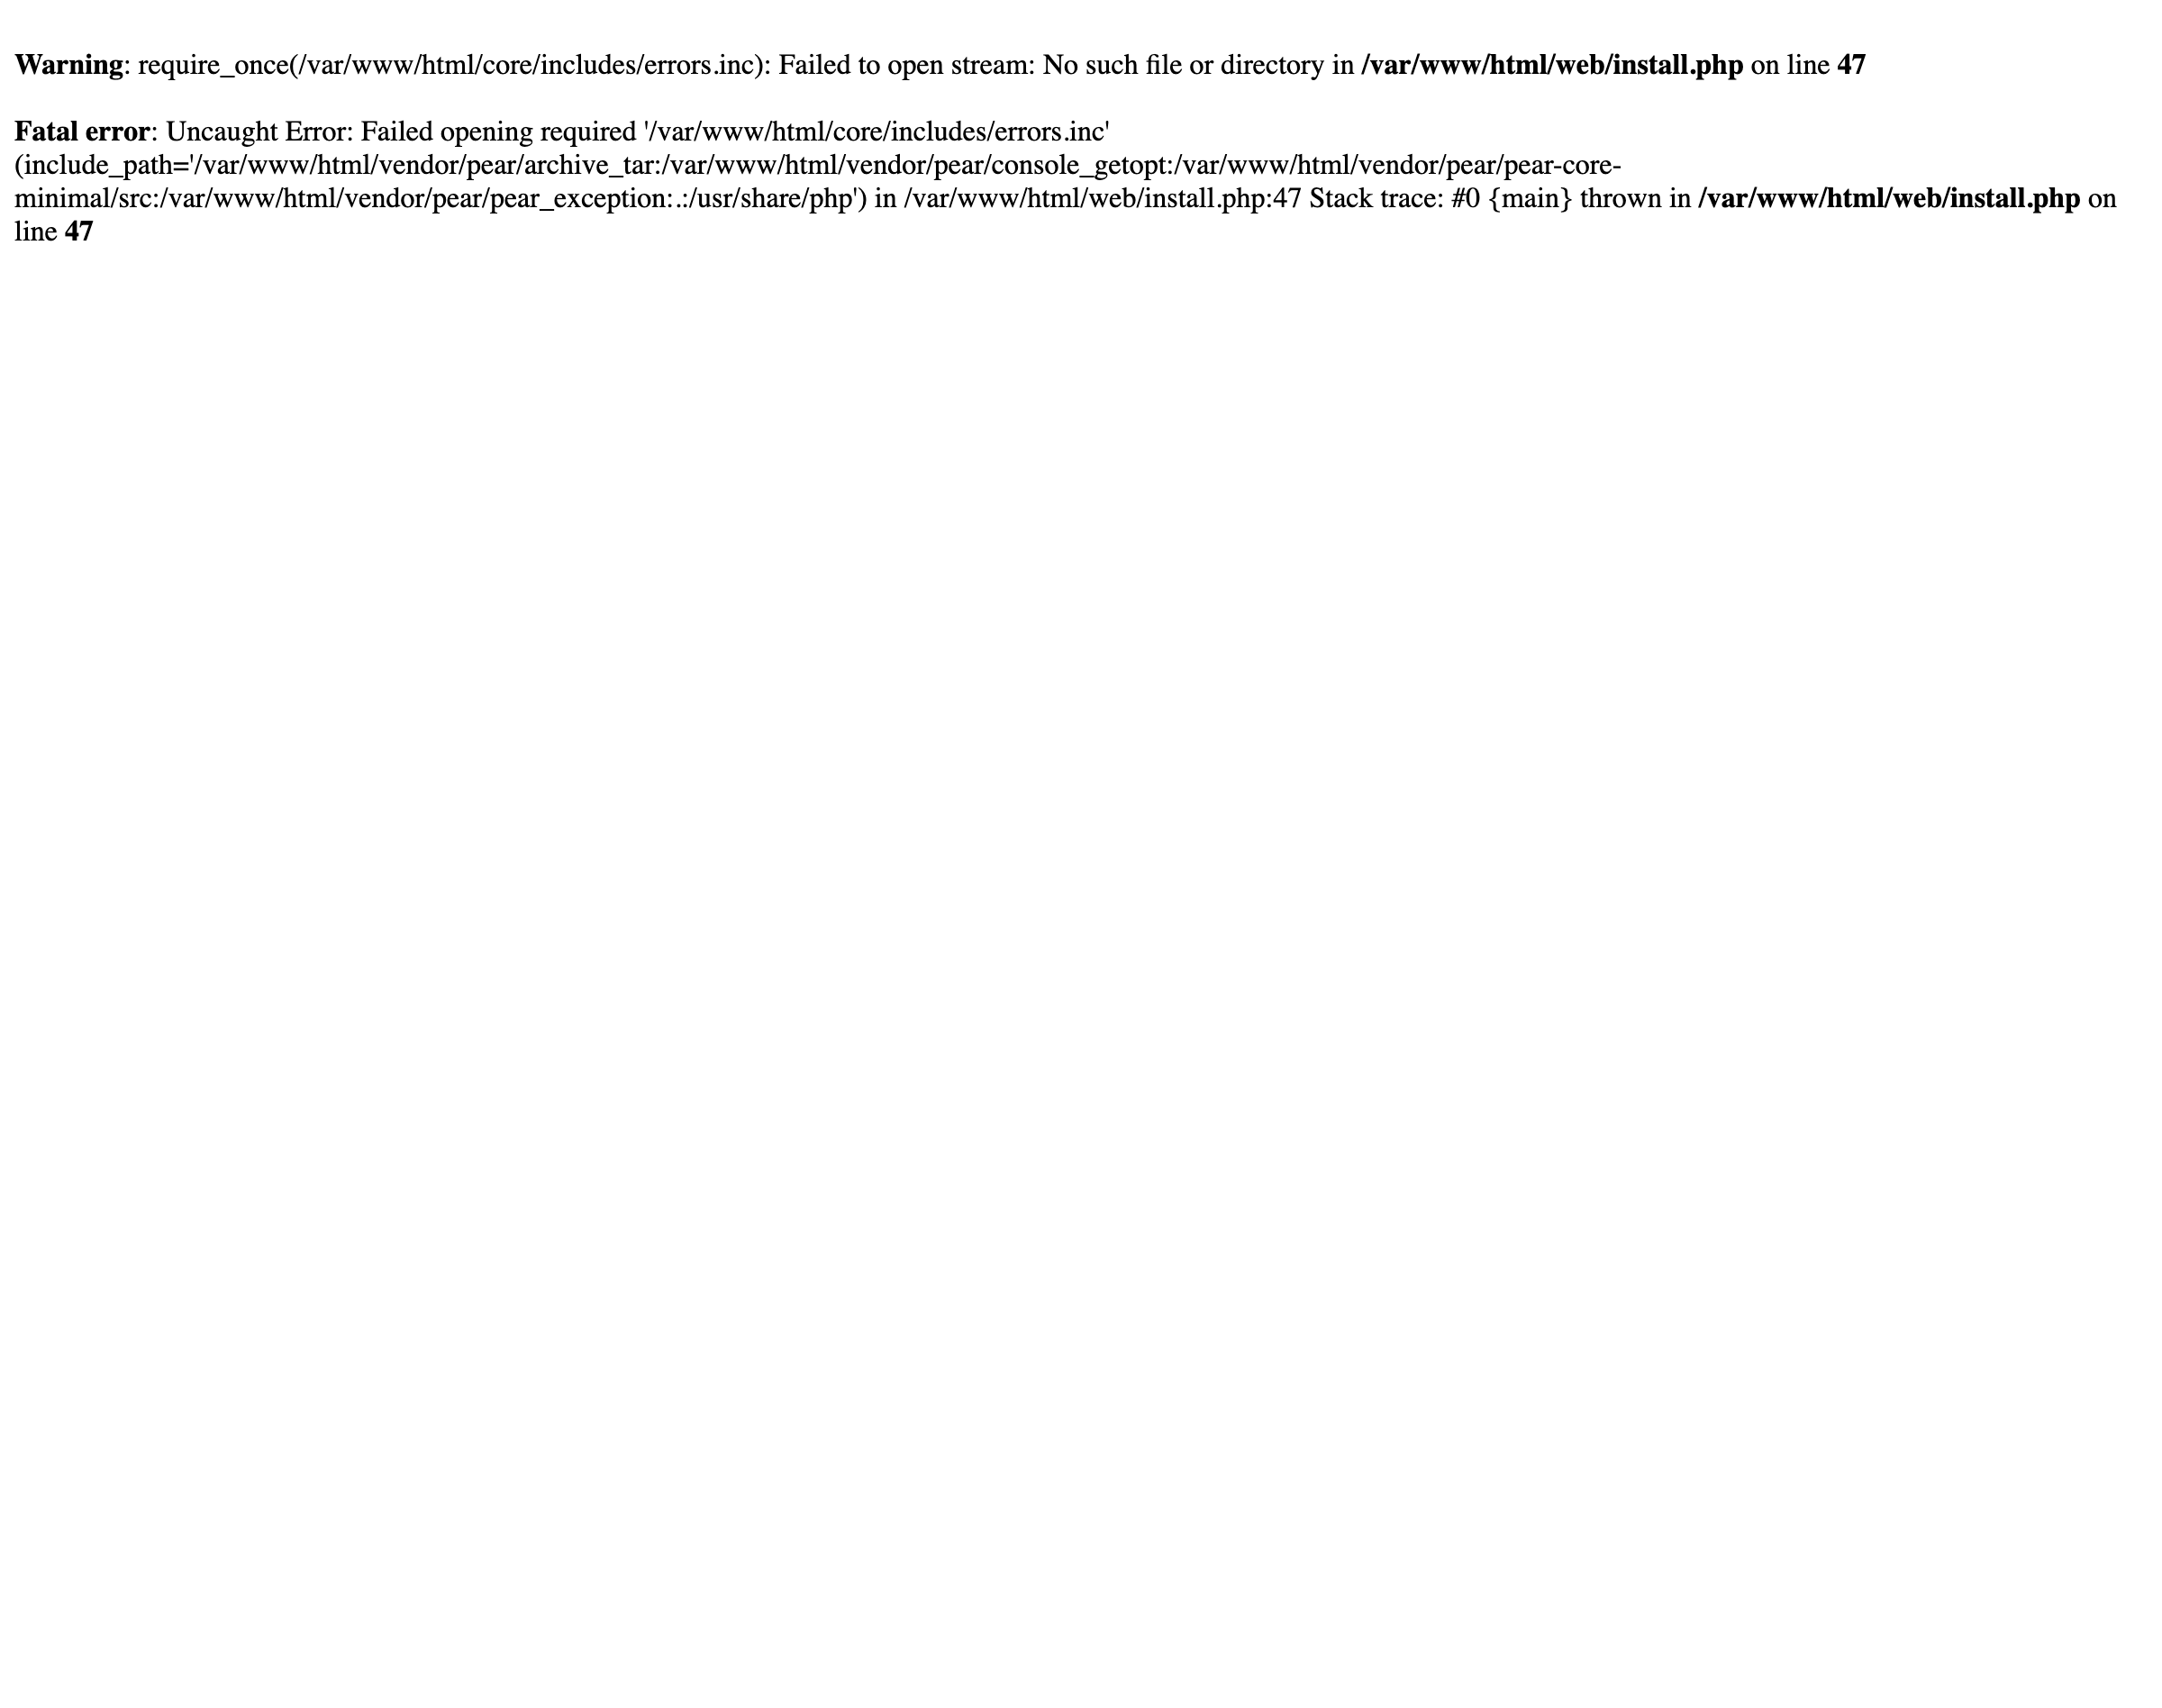 Warning: require_once(/var/www/html/core/includes/errors.inc): Failed to open stream: No such file or directory in /var/www/html/web/install.php on line 47
Fatal error: Uncaught Error: Failed opening required '/var/www/html/core/includes/errors.inc'
(include_path='/var/www/html/vendor/pear/archive_tar:/var/www/html/vendor/pear/console_getopt:/var/www/html/vendor/pear/pear-core-
minimal/src:/var/www/html/vendor/pear/pear_exception:.:/usr/share/php') in /var/www/html/web/install.php:47 Stack trace: #0 {main} thrown in /var/www/html/web/install.php on
line 47